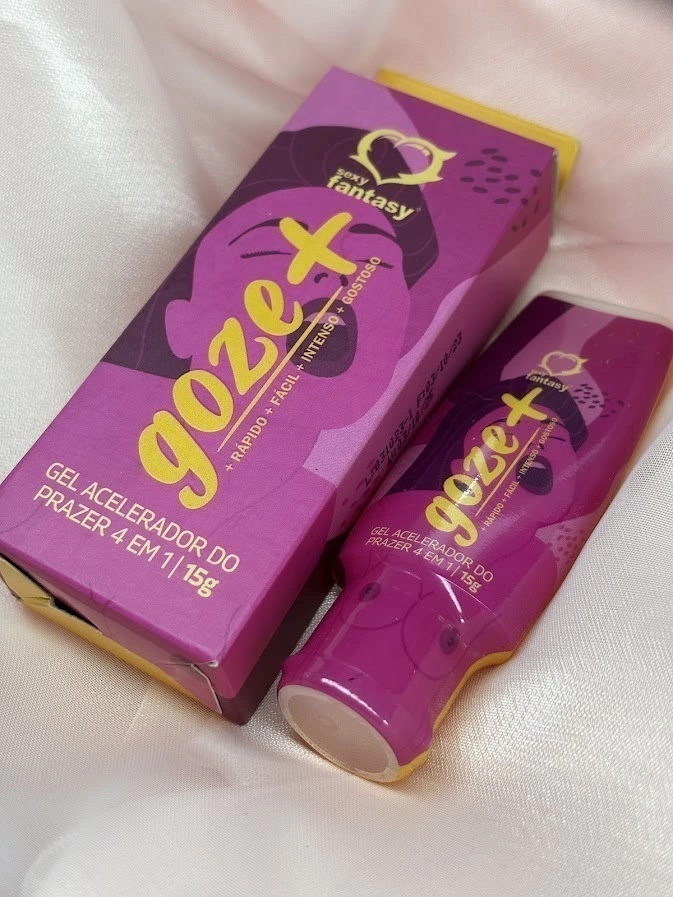 sexy
fantasy
goze+
+ RÁPIDO + FÁCIL + INTENSO + GOSTOSO
GEL ACELERADOR DO
PRAZER 4 EM 1 | 15g
sexy
fantasy
goze+
+ RÁPIDO + FÁCIL + INTENSO + GOSTOSO
GEL ACELERADOR DO
PRAZER 4 EM 1 | 15g